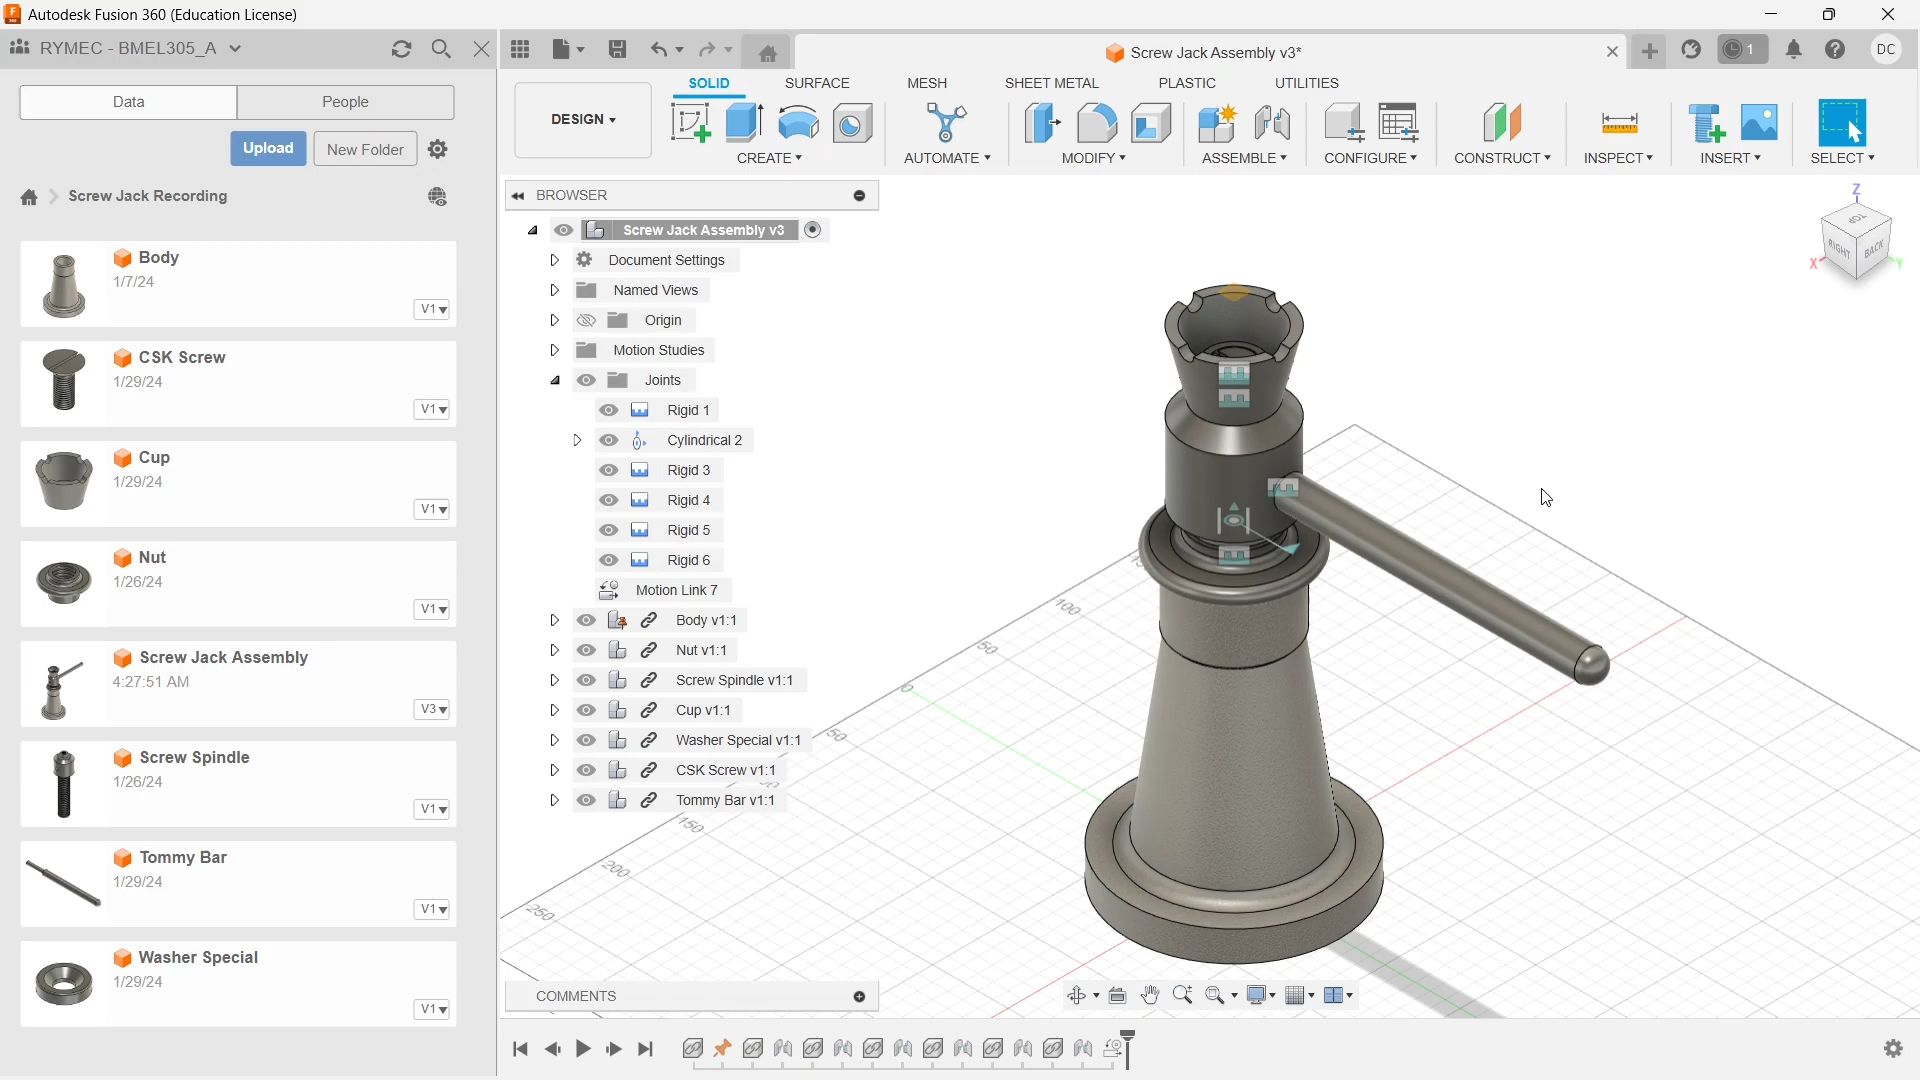 Autodesk Fusion 360 (Education License)
RYMEC - BMEL305_A
Screw Jack Assembly v3*
1
DC
Data
People
Upload
New Folder
Screw Jack Recording
Body
1/7/24
V1
CSK Screw
1/29/24
V1
Cup
1/29/24
V1
Nut
1/26/24
V1
Screw Jack Assembly
4:27:51 AM
V3
Screw Spindle
1/26/24
V1
Tommy Bar
1/29/24
V1
Washer Special
1/29/24
V1
DESIGN
SOLID
SURFACE
MESH
SHEET METAL
PLASTIC
UTILITIES
CREATE
AUTOMATE
MODIFY
ASSEMBLE
CONFIGURE
CONSTRUCT
INSPECT
INSERT
SELECT
BROWSER
Screw Jack Assembly v3
Document Settings
Named Views
Origin
Motion Studies
Joints
Rigid 1
Cylindrical 2
Rigid 3
Rigid 4
Rigid 5
Rigid 6
Motion Link 7
Body v1:1
Nut v1:1
Screw Spindle v1:1
Cup v1:1
Washer Special v1:1
CSK Screw v1:1
Tommy Bar v1:1
Z
TOP
RIGHT
BACK
X
Y
100
50
0
50
150
200
250
COMMENTS